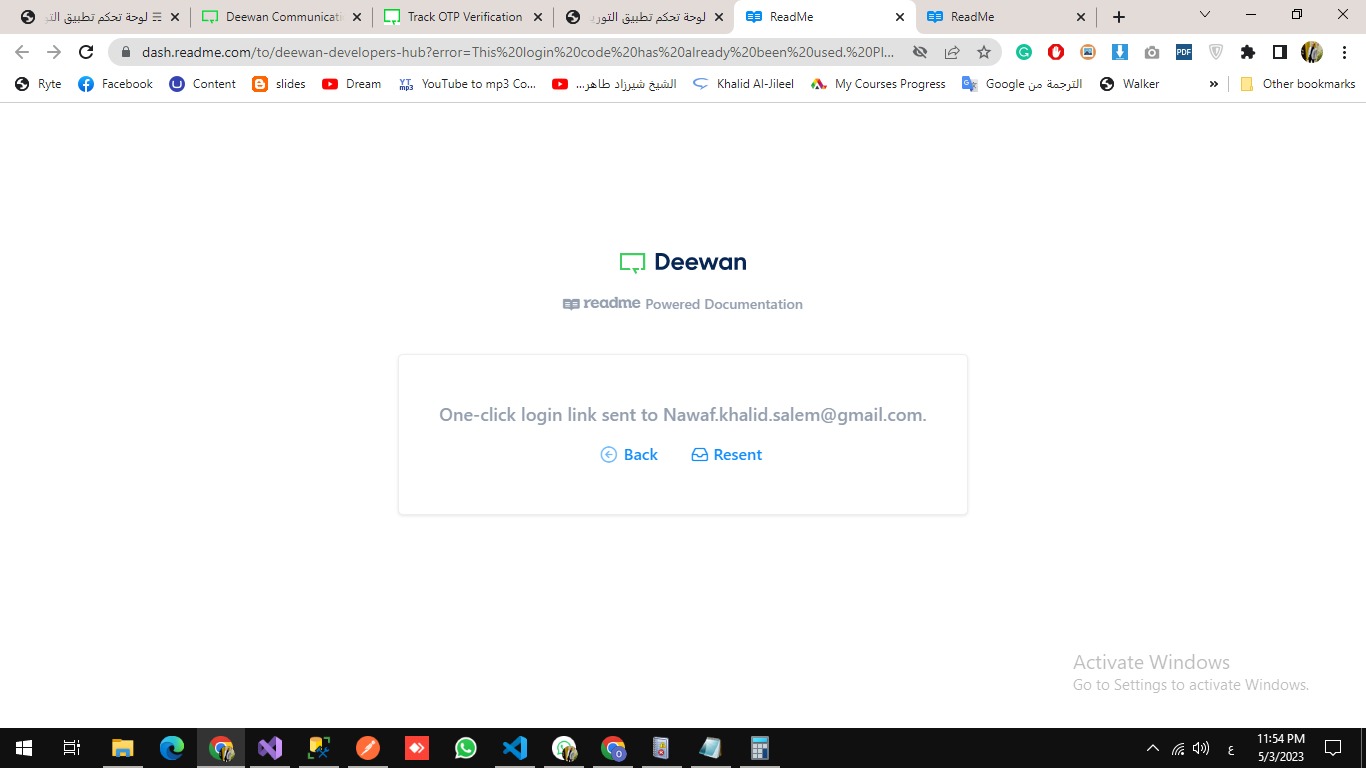 لوحة تحكم تطبيق التو
Deewan Communicati
Track OTP Verification
لوحة تحكم تطبيق التوريد
ReadMe
ReadMe
dash.readme.com/to/deewan-developers-hub?error=This%20login%20code%20has%20already%20been%20used.%20Pl...
Ryte
Facebook
Content
slides
Dream
YouTube to mp3 Co...
الشيخ شيرزاد طاهر...
Khalid Al-Jileel
My Courses Progress
الترجمة من Google
Walker
»
Other bookmarks
Deewan
readme Powered Documentation
One-click login link sent to Nawaf.khalid.salem@gmail.com.
Back
Resent
Activate Windows
Go to Settings to activate Windows.
ع
11:54 PM
5/3/2023